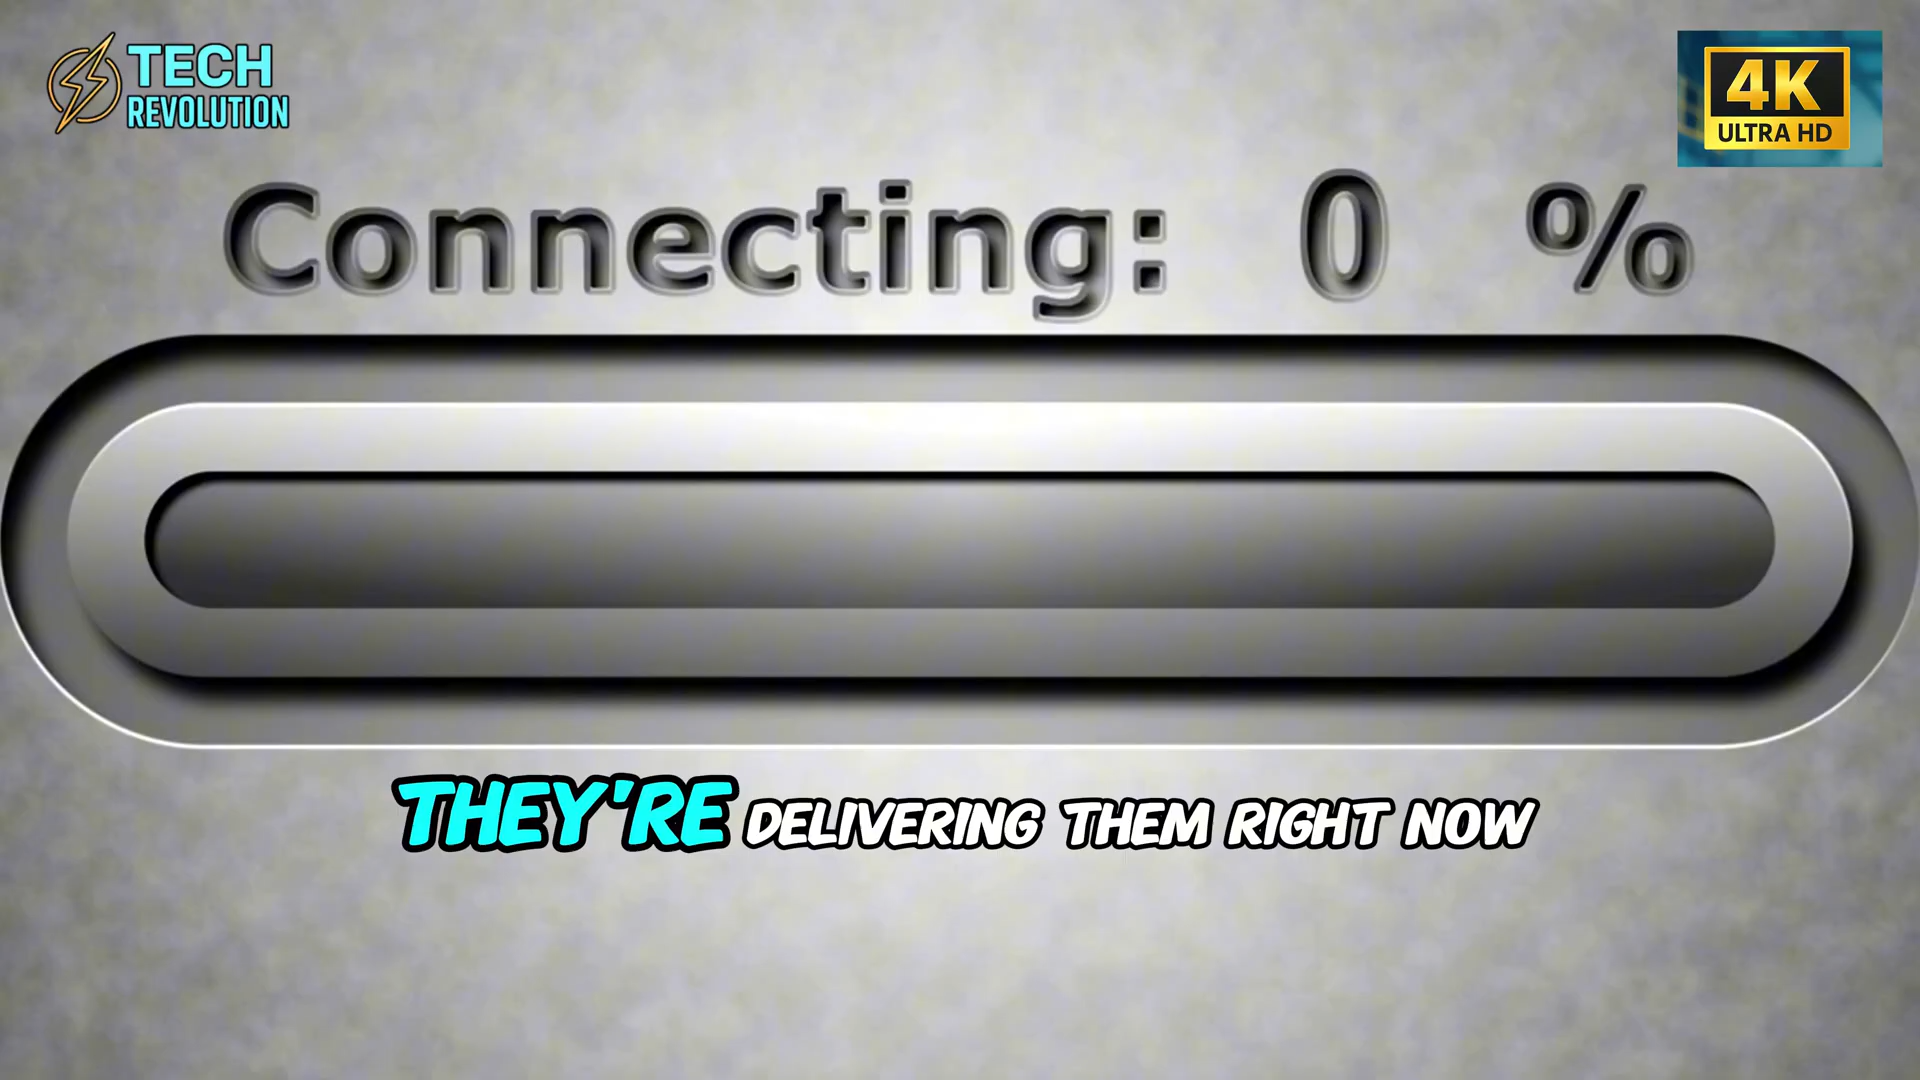 TECH
REVOLUTION
4K
ULTRA HD
Connecting: 0 %
THEY'RE DELIVERING THEM RIGHT NOW